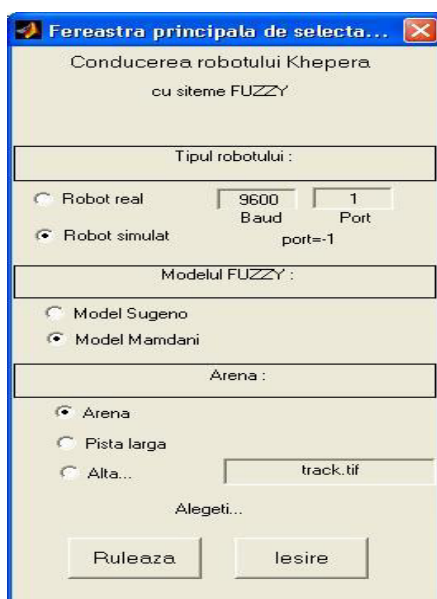 Fereastra principala de selecta...
Conducerea robotului Khepera
cu siteme FUZZY
Tipul robotului :
Robot real 9600 1
Baud Port
Robot simulat port=-1
Modelul FUZZY :
Model Sugeno
Model Mamdani
Arena :
Arena
Pista larga
Alta... track.tif
Alegeti...
Ruleaza Iesire